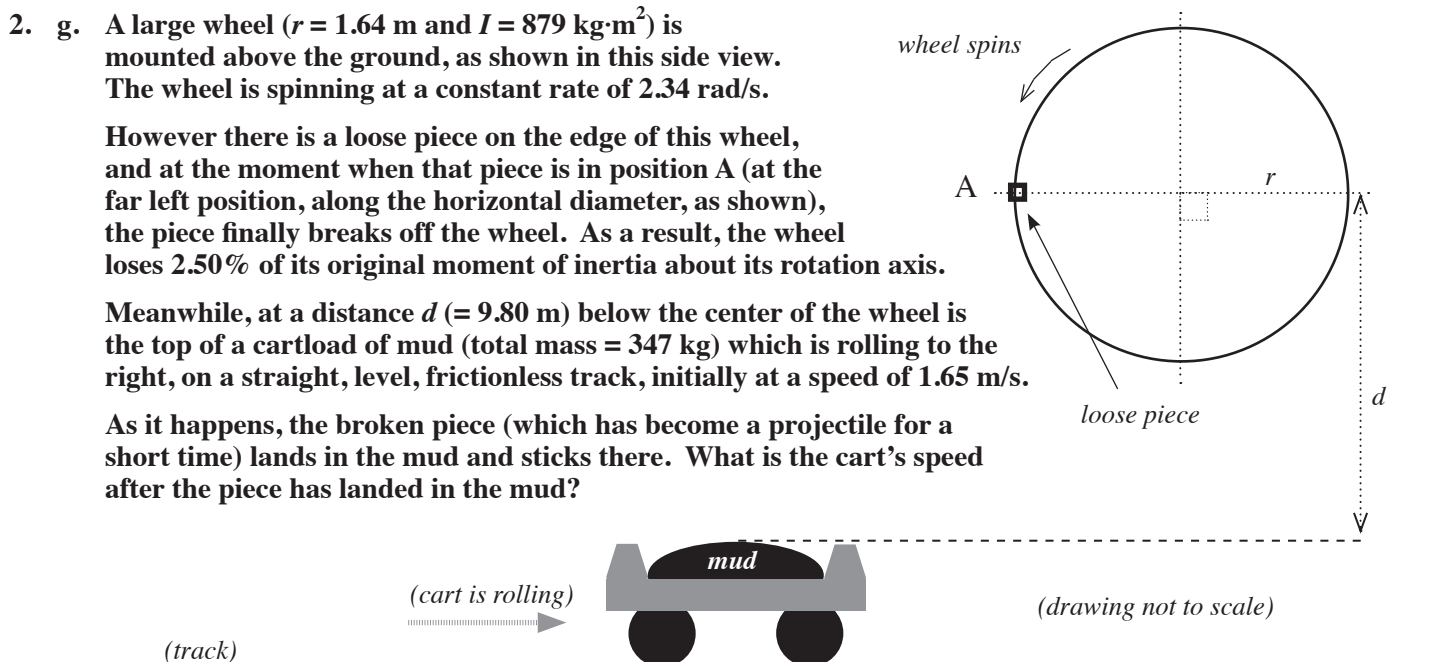 2. g. A large wheel (r = 1.64 m and I = 879 kg·m²) is
mounted above the ground, as shown in this side view.
The wheel is spinning at a constant rate of 2.34 rad/s.
However there is a loose piece on the edge of this wheel,
and at the moment when that piece is in position A (at the
far left position, along the horizontal diameter, as shown),
the piece finally breaks off the wheel. As a result, the wheel
loses 2.50% of its original moment of inertia about its rotation axis.
Meanwhile, at a distance d (= 9.80 m) below the center of the wheel is
the top of a cartload of mud (total mass = 347 kg) which is rolling to the
right, on a straight, level, frictionless track, initially at a speed of 1.65 m/s.
As it happens, the broken piece (which has become a projectile for a
short time) lands in the mud and sticks there. What is the cart's speed
after the piece has landed in the mud?
wheel spins
A
r
loose piece
d
mud
(cart is rolling)
(drawing not to scale)
(track)